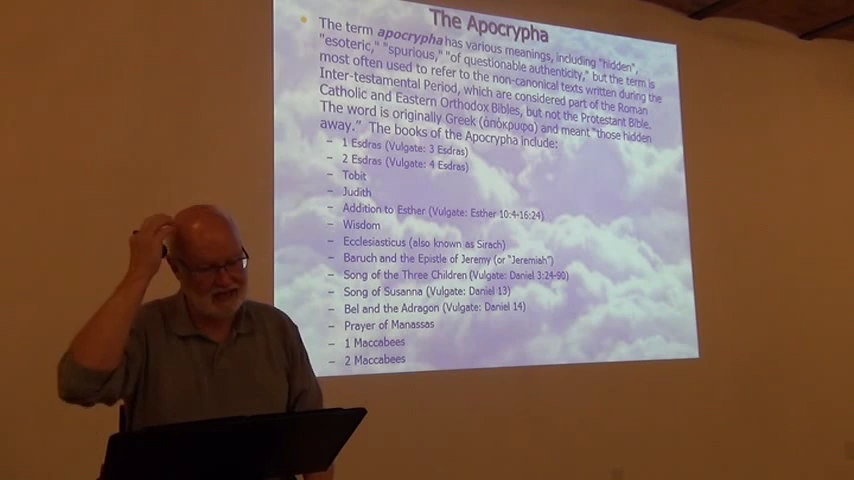 The Apocrypha
The term apocrypha has various meanings, including "hidden",
"esoteric," "spurious," "of questionable authenticity," but the term is
most often used to refer to the non-canonical texts written during the
Inter-testamental Period, which are considered part of the Roman
Catholic and Eastern Orthodox Bibles, but not the Protestant Bible.
The word is originally Greek (ἀπόκρυφα) and meant "those hidden
away." The books of the Apocrypha include:
– 1 Esdras (Vulgate: 3 Esdras)
– 2 Esdras (Vulgate: 4 Esdras)
– Tobit
– Judith
– Addition to Esther (Vulgate: Esther 10:4-16:24)
– Wisdom
– Ecclesiasticus (also known as Sirach)
– Baruch and the Epistle of Jeremy (or "Jeremiah")
– Song of the Three Children (Vulgate: Daniel 3:24-90)
– Song of Susanna (Vulgate: Daniel 13)
– Bel and the Adragon (Vulgate: Daniel 14)
– Prayer of Manassas
– 1 Maccabees
– 2 Maccabees